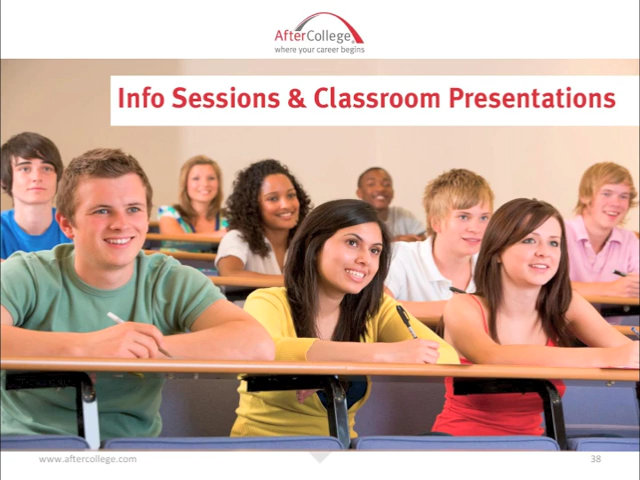 AfterCollege®
where your career begins
Info Sessions & Classroom Presentations
www.aftercollege.com
38